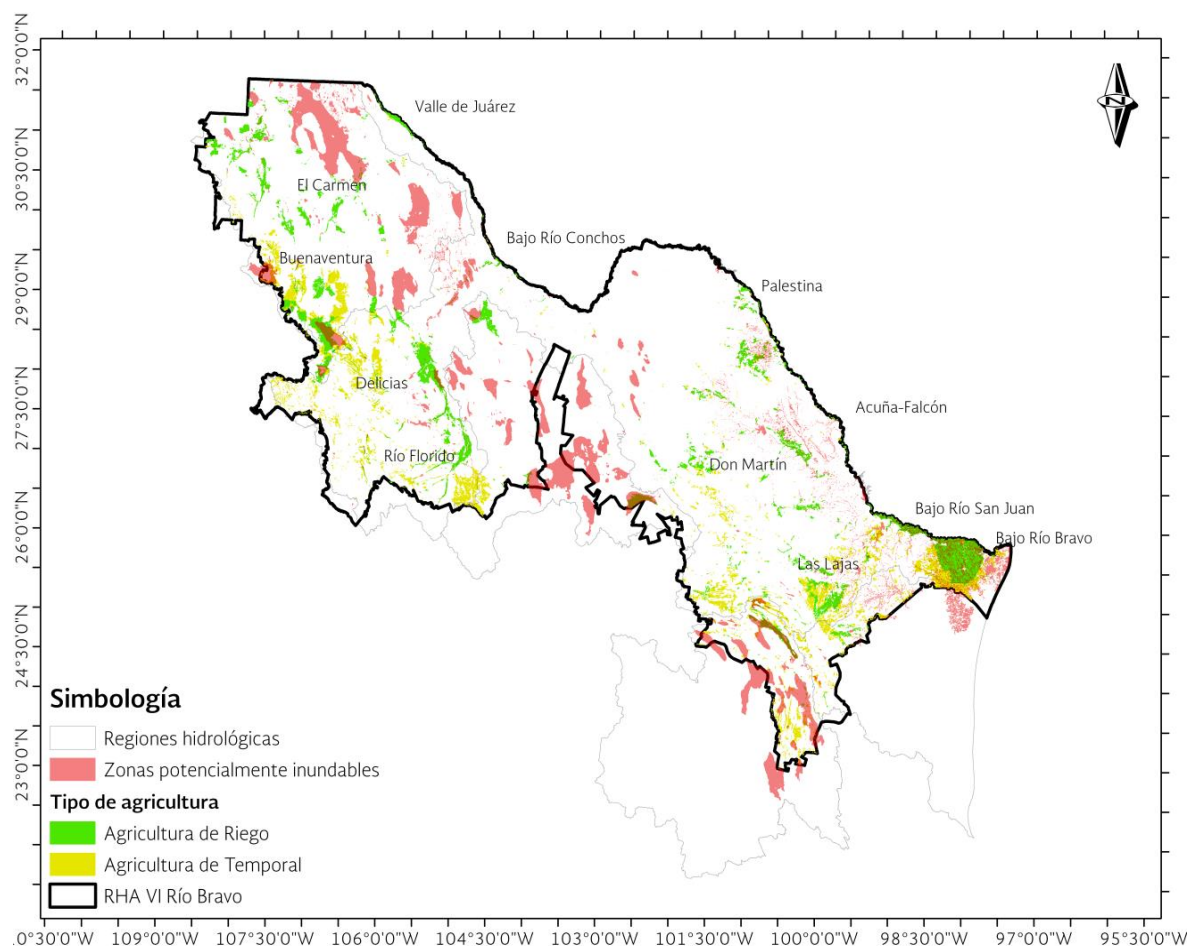 32°0'0"N
30°30'0"N
29°0'0"N
27°30'0"N
26°0'0"N
24°30'0"N
23°0'0"N
N
Valle de Juárez
El Carmen
Bajo Río Conchos
Buenaventura
Palestina
Delicias
Acuña-Falcón
Río Florido
Don Martín
Bajo Río San Juan
Bajo Río Bravo
Las Lajas
Simbología
Regiones hidrológicas
Zonas potencialmente inundables
Tipo de agricultura
Agricultura de Riego
Agricultura de Temporal
RHA VI Río Bravo
.0°30'0"W 109°0'0"W 107°30'0"W 106°0'0"W 104°30'0"W 103°0'0"W 101°30'0"W 100°0'0"W 98°30'0"W 97°0'0"W 95°30'0"W